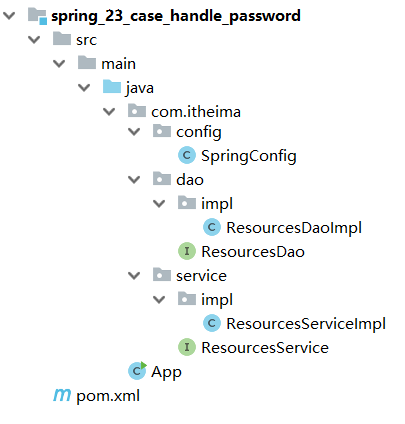 spring_23_case_handle_password
src
main
java
com.itheima
config
C SpringConfig
dao
impl
C ResourcesDaoImpl
I ResourcesDao
service
impl
C ResourcesServiceImpl
I ResourcesService
C App
m pom.xml